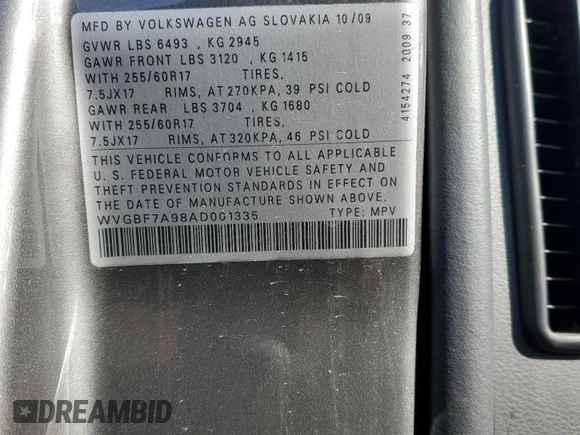 MFD BY VOLKSWAGEN AG SLOVAKIA 10/09
GVWR LBS 6493 , KG 2945
GAWR FRONT LBS 3120 , KG 1415
WITH 255/60R17 TIRES,
7.5JX17 RIMS, AT 270KPA, 39 PSI COLD
GAWR REAR LBS 3704 , KG 1680
WITH 255/60R17 TIRES,
7.5JX17 RIMS, AT 320KPA, 46 PSI COLD
THIS VEHICLE CONFORMS TO ALL APPLICABLE
U. S. FEDERAL MOTOR VEHICLE SAFETY AND
THEFT PREVENTION STANDARDS IN EFFECT ON
THE DATE OF MANUFACTURE SHOWN ABOVE.
WVGBF7A98AD001335 TYPE: MPV
4154274 2009 37
DREAMBID